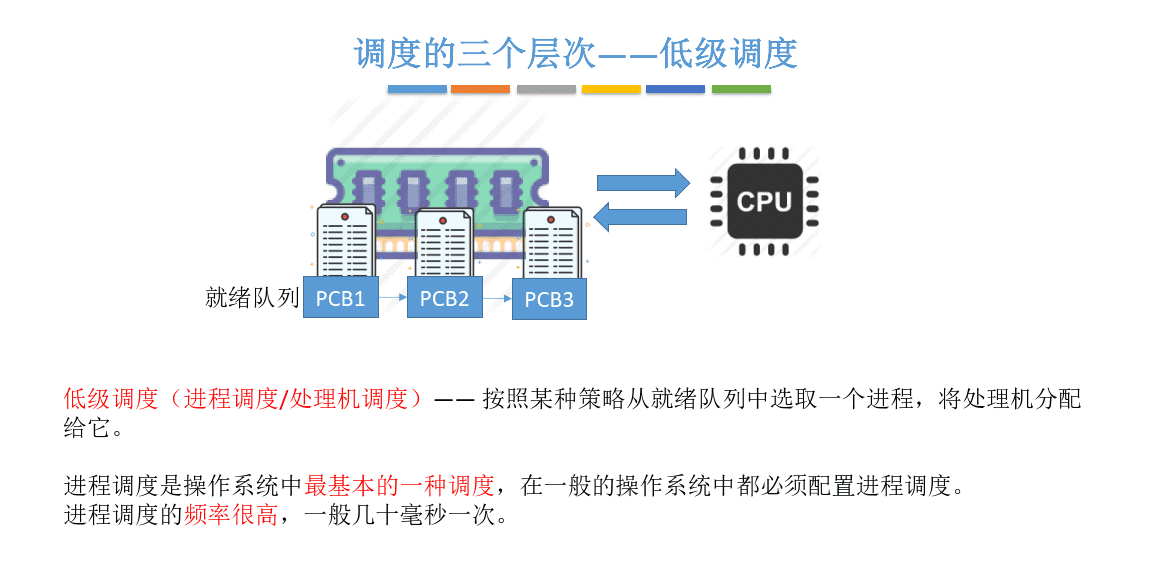 调度的三个层次——低级调度
CPU
就绪队列 PCB1 PCB2 PCB3
低级调度（进程调度/处理机调度）—— 按照某种策略从就绪队列中选取一个进程，将处理机分配
给它。
进程调度是操作系统中最基本的一种调度，在一般的操作系统中都必须配置进程调度。
进程调度的频率很高，一般几十毫秒一次。